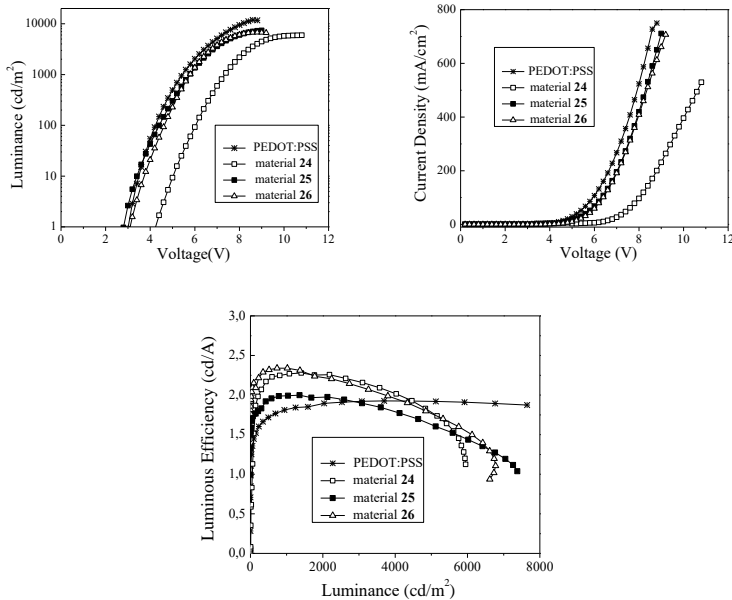 10000
1000
100
10
1
0 2 4 6 8 10 12
Luminance (cd/m²)
Voltage(V)
PEDOT:PSS
material 24
material 25
material 26
800
600
400
200
0
0 2 4 6 8 10 12
Current Density (mA/cm²)
Voltage (V)
PEDOT:PSS
material 24
material 25
material 26
3,0
2,5
2,0
1,5
1,0
0,5
0,0
0 2000 4000 6000 8000
Luminous Efficiency (cd/A)
Luminance (cd/m²)
PEDOT:PSS
material 24
material 25
material 26